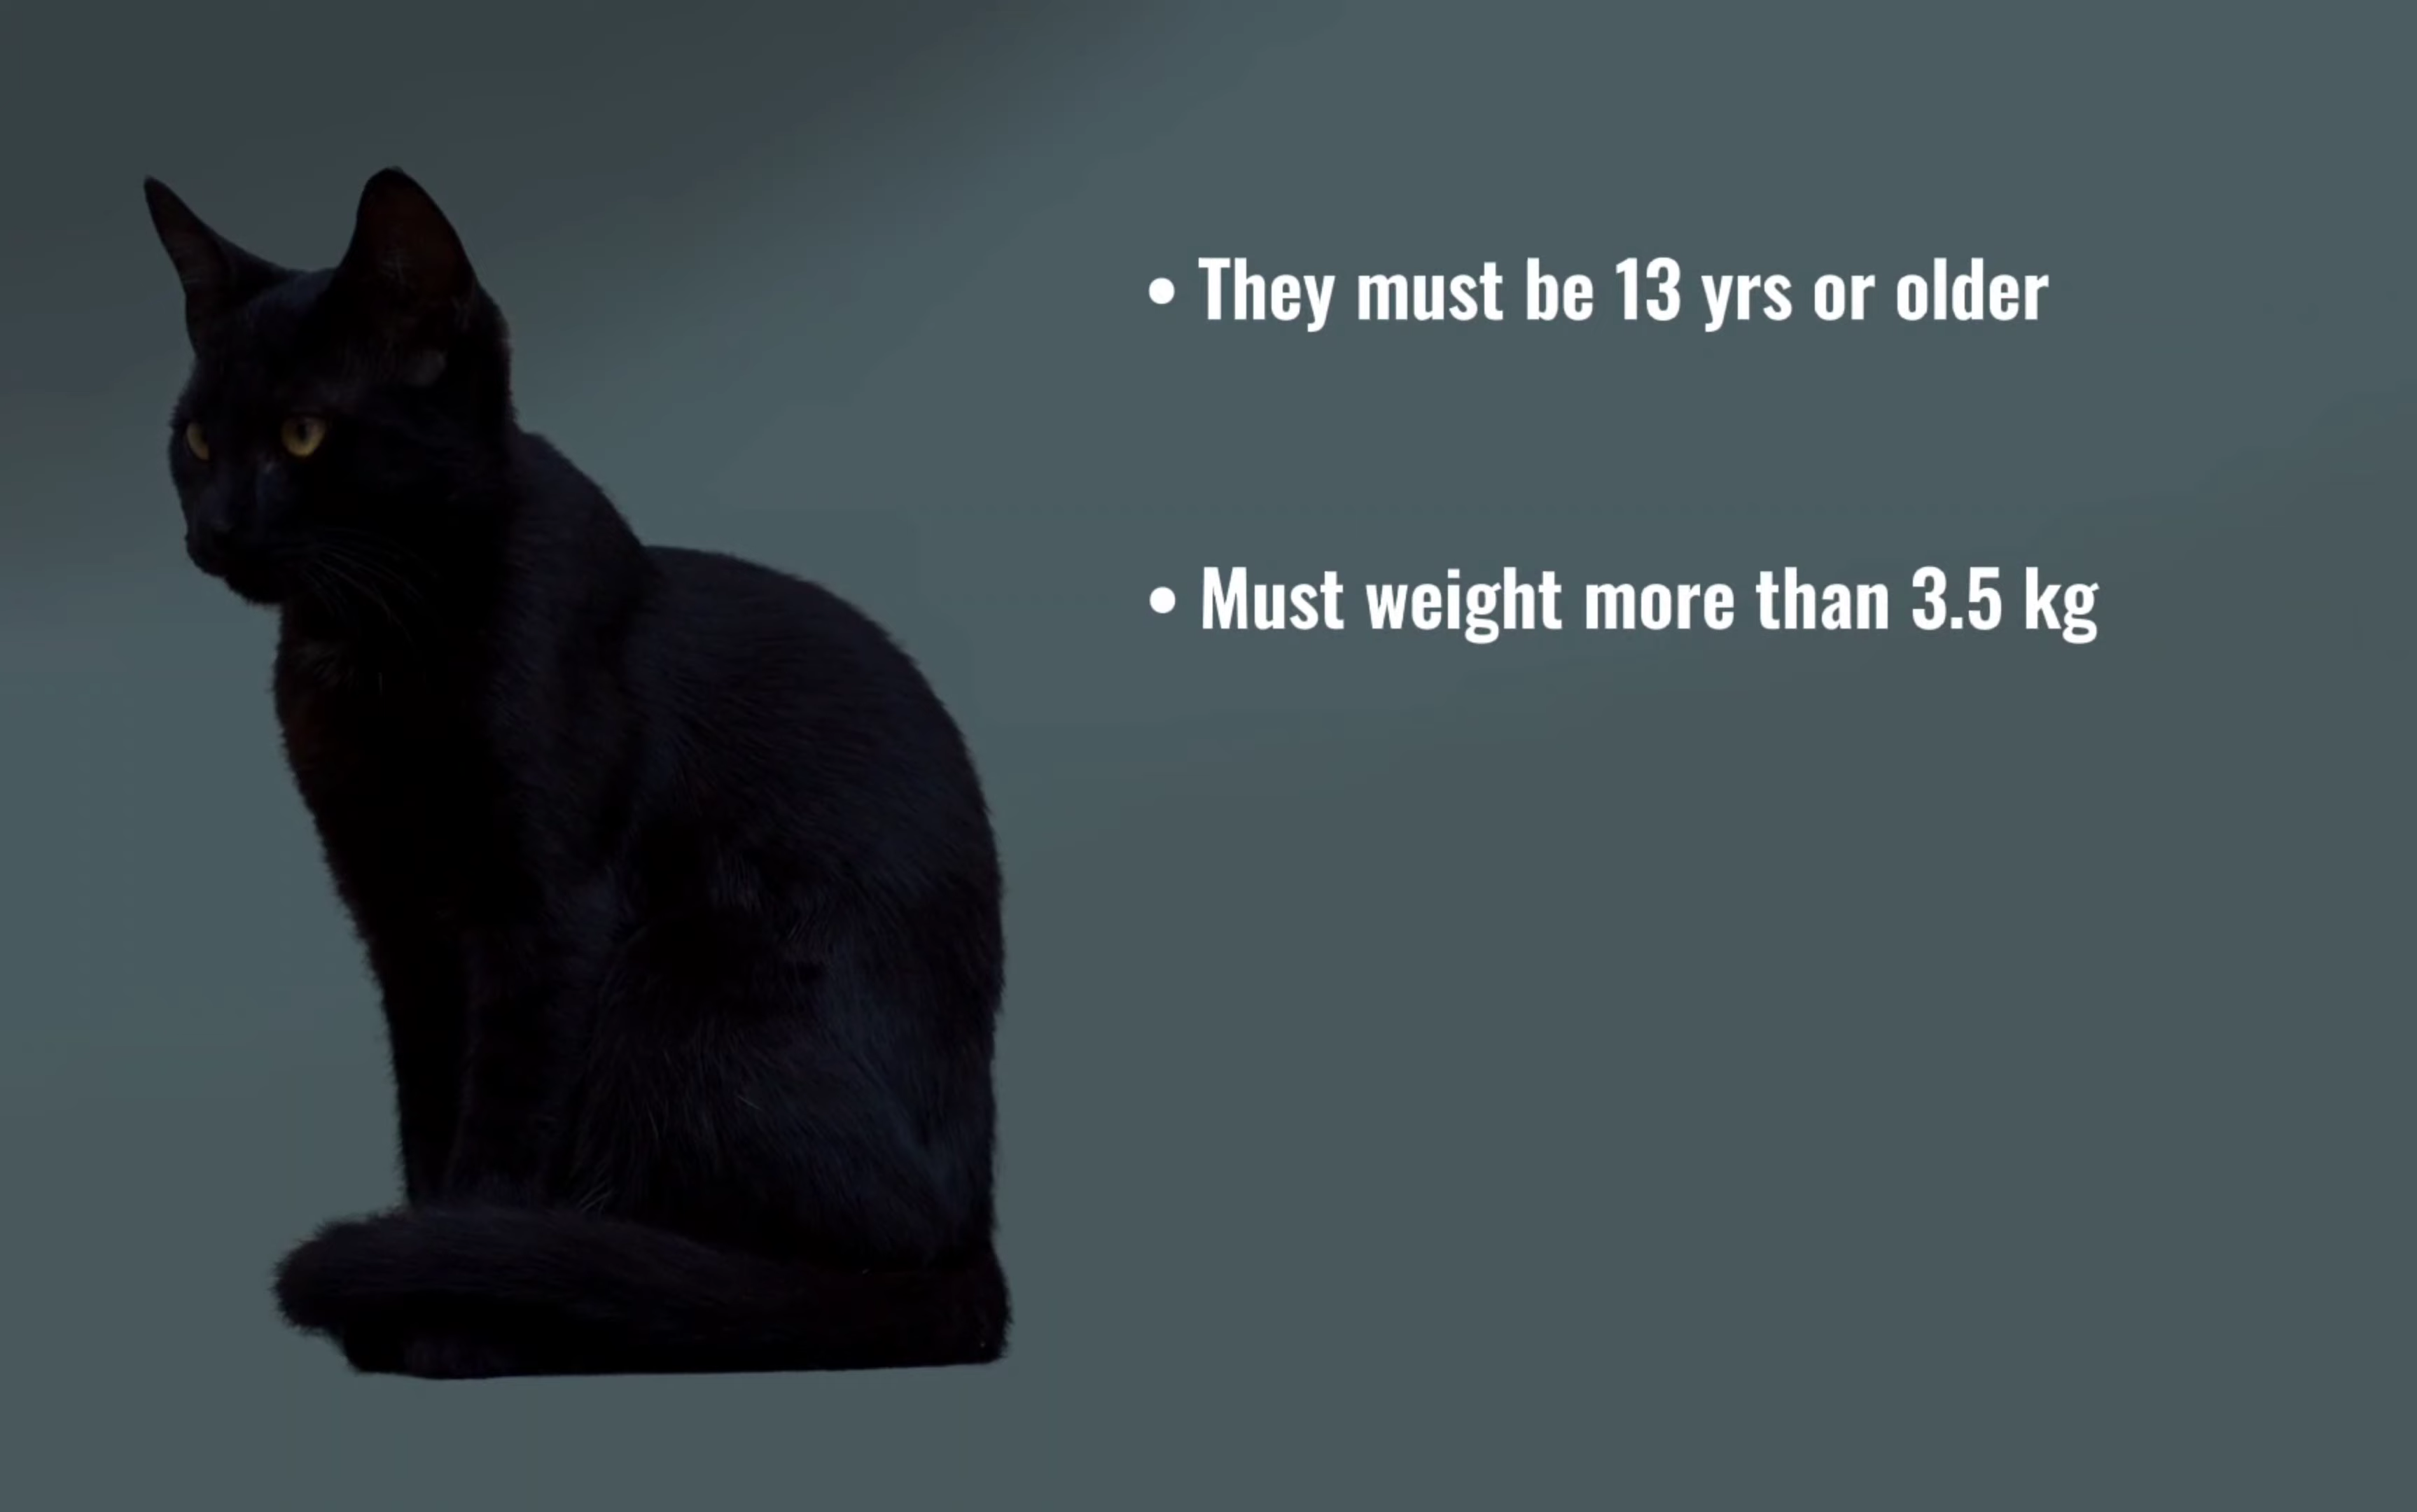 • They must be 13 yrs or older
• Must weight more than 3.5 kg